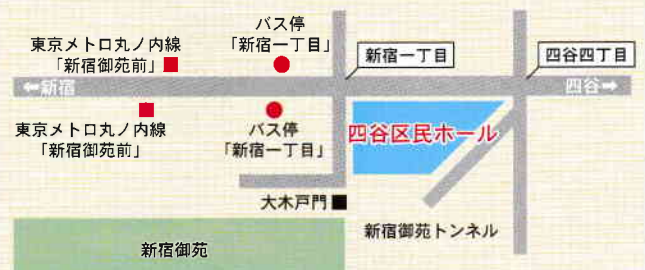 バス停
「新宿一丁目」
東京メトロ丸ノ内線
「新宿御苑前」
新宿一丁目
四谷四丁目
←新宿
四谷→
東京メトロ丸ノ内線
「新宿御苑前」
バス停
「新宿一丁目」
四谷区民ホール
大木戸門
新宿御苑トンネル
新宿御苑